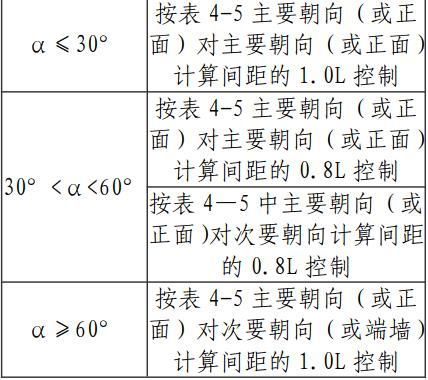 α≤30°
按表 4-5 主要朝向（或正
面）对主要朝向（或正面）
计算间距的 1.0L 控制
30° <α<60°
按表 4-5 主要朝向（或正
面）对主要朝向（或正面）
计算间距的 0.8L 控制
按表 4—5 中主要朝向（或
正面)对次要朝向计算间距
的 0.8L 控制
α≥60°
按表 4-5 主要朝向（或正
面）对次要朝向（或端墙）
计算间距的 1.0L 控制